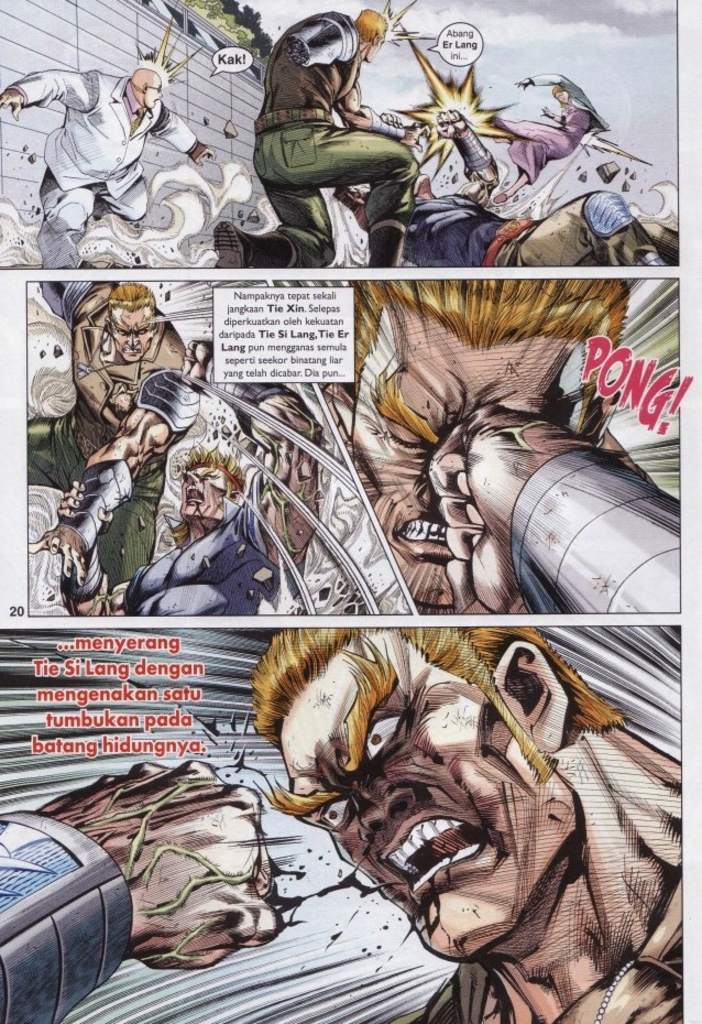 Kak!
Abang
Er Lang
ini...
Nampaknya tepat sekali
jangkaan Tie Xin. Selepas
diperkuatkan oleh kekuatan
daripada Tie Si Lang,Tie Er
Lang pun mengganas semula
seperti seekor binatang liar
yang telah dicabar. Dia pun...
PONG!
20
...menyerang
Tie Si Lang dengan
mengenakan satu
tumbukan pada
batang hidungnya.